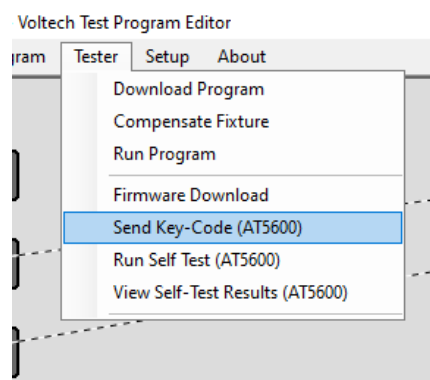 Voltech Test Program Editor
gram Tester Setup About
Download Program
Compensate Fixture
Run Program
Firmware Download
Send Key-Code (AT5600)
Run Self Test (AT5600)
View Self-Test Results (AT5600)